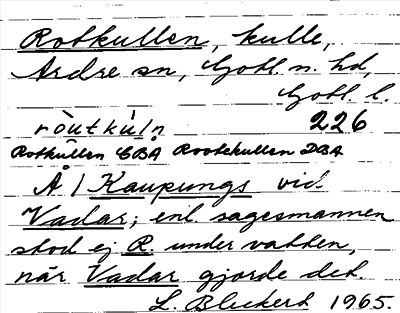 Rotkullen, kulle,
Ardre sn, Gotl. n. hd,
Gotl. l.
ròutkùln 226
Rotkullen EBA Rootekullen DBA
Å / Kaupungs vid
Vadar; enl. sagesmannen
stod ej R. under vatten,
när Vadar gjorde det.
L. Bleckert 1965.